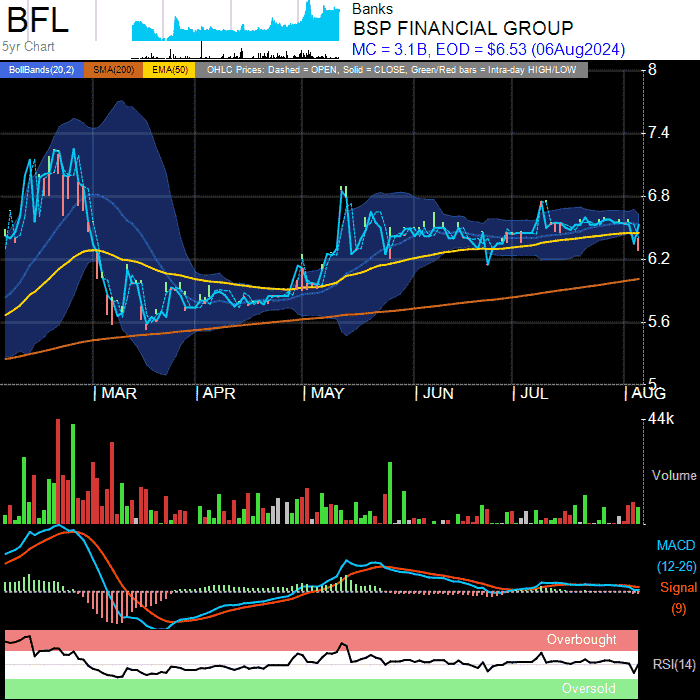 BFL
5yr Chart
Banks
BSP FINANCIAL GROUP
MC = 3.1B, EOD = $6.53 (06Aug2024)
BollBands(20,2) SMA(200) EMA(50) OHLC Prices: Dashed = OPEN, Solid = CLOSE, Green/Red bars = Intra-day HIGH/LOW
8
7.4
6.8
6.2
5.6
5
MAR APR MAY JUN JUL AUG
44k
Volume
MACD
(12-26)
Signal
(9)
Overbought
RSI(14)
Oversold